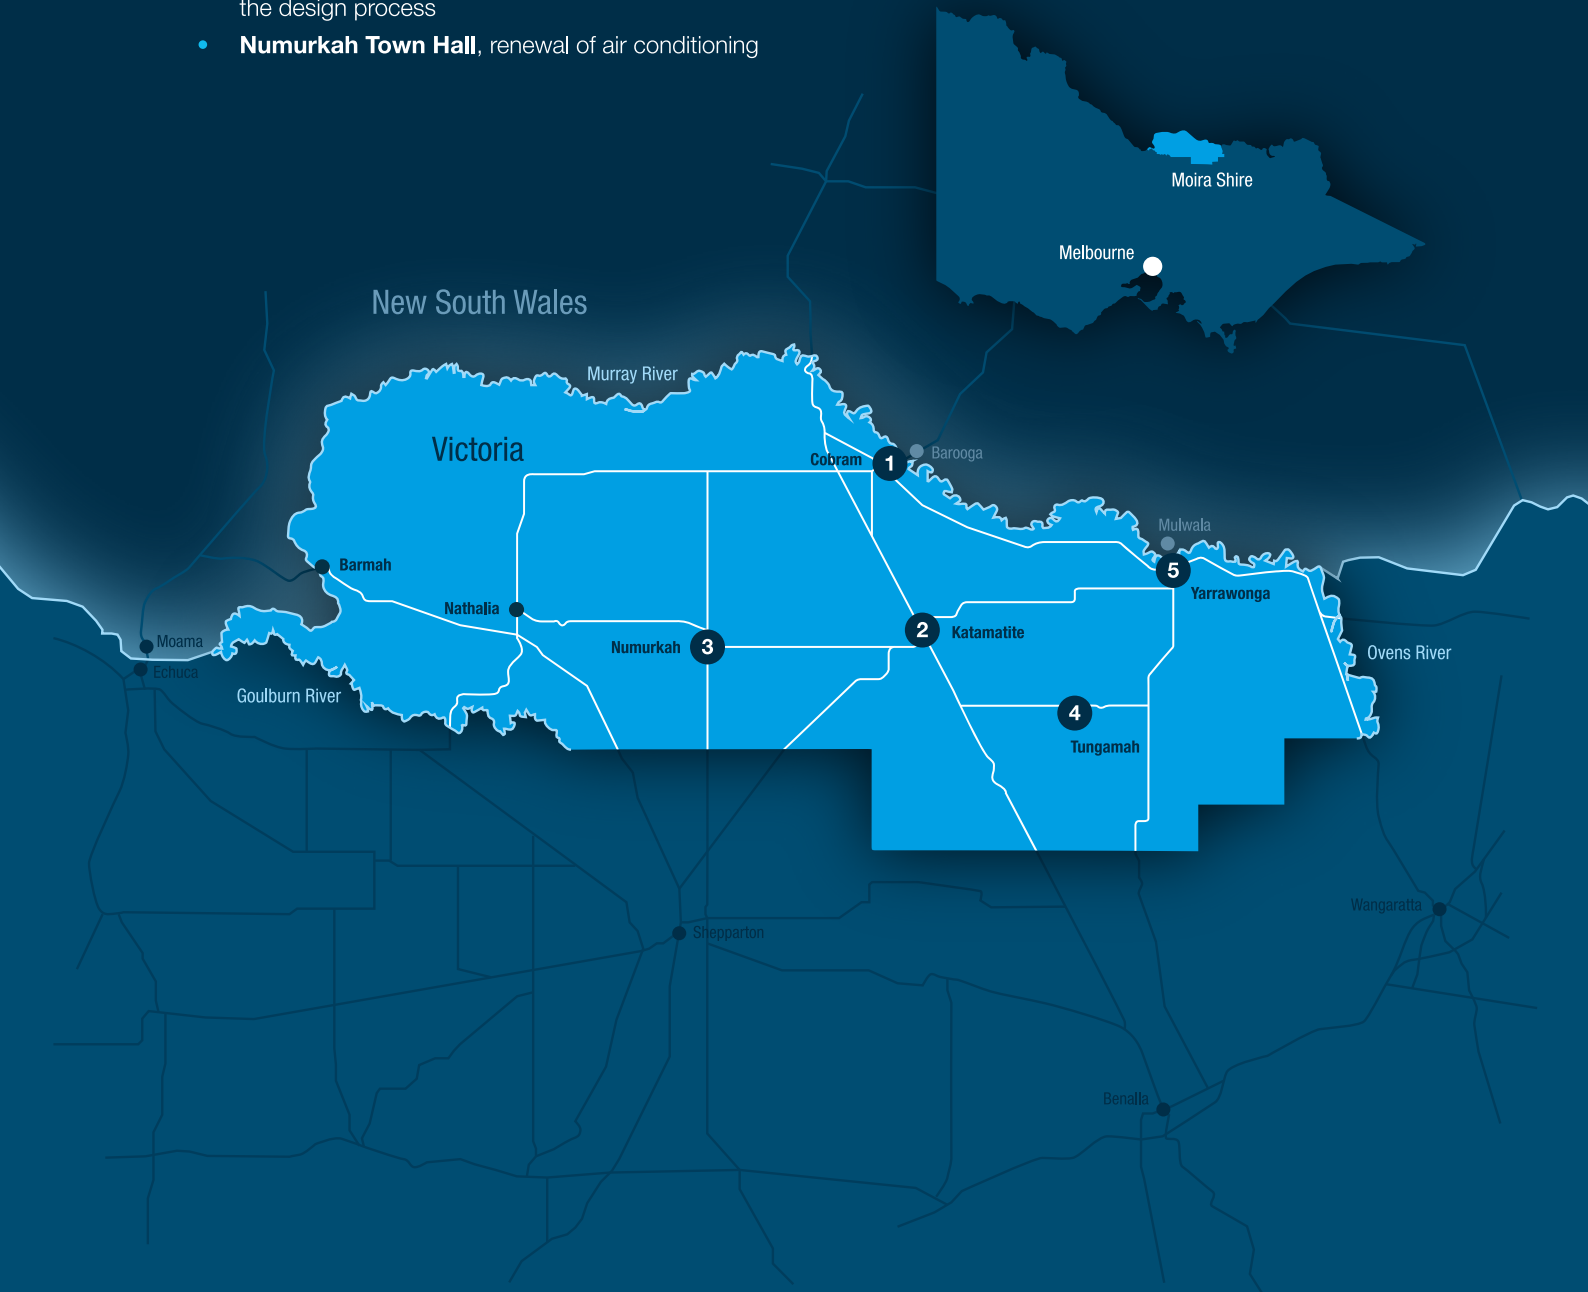 the design process
• Numurkah Town Hall, renewal of air conditioning
Moira Shire
Melbourne
New South Wales
Murray River
Victoria
Cobram
1
Barooga
Mulwala
5
Yarrawonga
Barmah
Nathalia
Numurkah
3
2
Katamatite
Moama
Echuca
Goulburn River
Ovens River
4
Tungamah
Wangaratta
Shepparton
Benalla